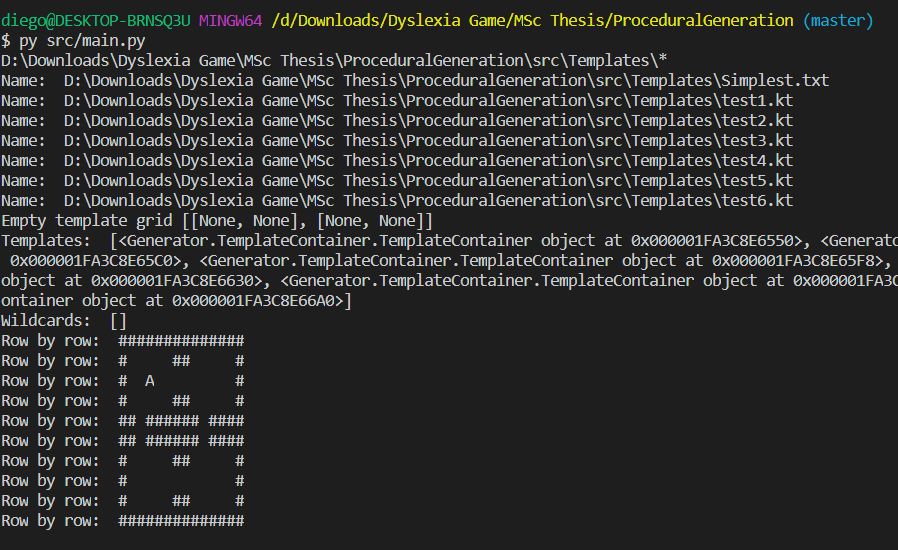 diego@DESKTOP-BRNSQ3U MINGW64 /d/Downloads/Dyslexia Game/MSc Thesis/ProceduralGeneration (master)
$ py src/main.py
D:\Downloads\Dyslexia Game\MSc Thesis\ProceduralGeneration\src\Templates\*
Name:  D:\Downloads\Dyslexia Game\MSc Thesis\ProceduralGeneration\src\Templates\Simplest.txt
Name:  D:\Downloads\Dyslexia Game\MSc Thesis\ProceduralGeneration\src\Templates\test1.kt
Name:  D:\Downloads\Dyslexia Game\MSc Thesis\ProceduralGeneration\src\Templates\test2.kt
Name:  D:\Downloads\Dyslexia Game\MSc Thesis\ProceduralGeneration\src\Templates\test3.kt
Name:  D:\Downloads\Dyslexia Game\MSc Thesis\ProceduralGeneration\src\Templates\test4.kt
Name:  D:\Downloads\Dyslexia Game\MSc Thesis\ProceduralGeneration\src\Templates\test5.kt
Name:  D:\Downloads\Dyslexia Game\MSc Thesis\ProceduralGeneration\src\Templates\test6.kt
Empty template grid [[None, None], [None, None]]
Templates:  [<Generator.TemplateContainer.TemplateContainer object at 0x000001FA3C8E6550>, <Generato
 0x000001FA3C8E65C0>, <Generator.TemplateContainer.TemplateContainer object at 0x000001FA3C8E65F8>,
object at 0x000001FA3C8E6630>, <Generator.TemplateContainer.TemplateContainer object at 0x000001FA3C
ontainer object at 0x000001FA3C8E66A0>]
Wildcards:  []
Row by row:  ##############
Row by row:  #     ##     #
Row by row:  #  A         #
Row by row:  #     ##     #
Row by row:  ## ###### ####
Row by row:  ## ###### ####
Row by row:  #     ##     #
Row by row:  #            #
Row by row:  #     ##     #
Row by row:  ##############